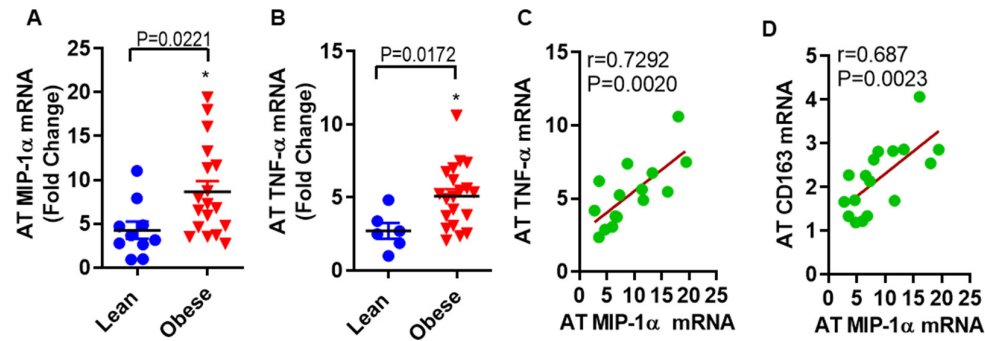 A
AT MIP-1α mRNA
(Fold Change)
25
20
15
10
5
0
P=0.0221
*
Lean
Obese
B
AT TNF-α mRNA
(Fold Change)
15
10
5
0
P=0.0172
*
Lean
Obese
C
AT TNF-α mRNA
15
10
5
0
r=0.7292
P=0.0020
0 5 10 15 20 25
AT MIP-1α mRNA
D
AT CD163 mRNA
5
4
3
2
1
0
r=0.687
P=0.0023
0 5 10 15 20 25
AT MIP-1α mRNA